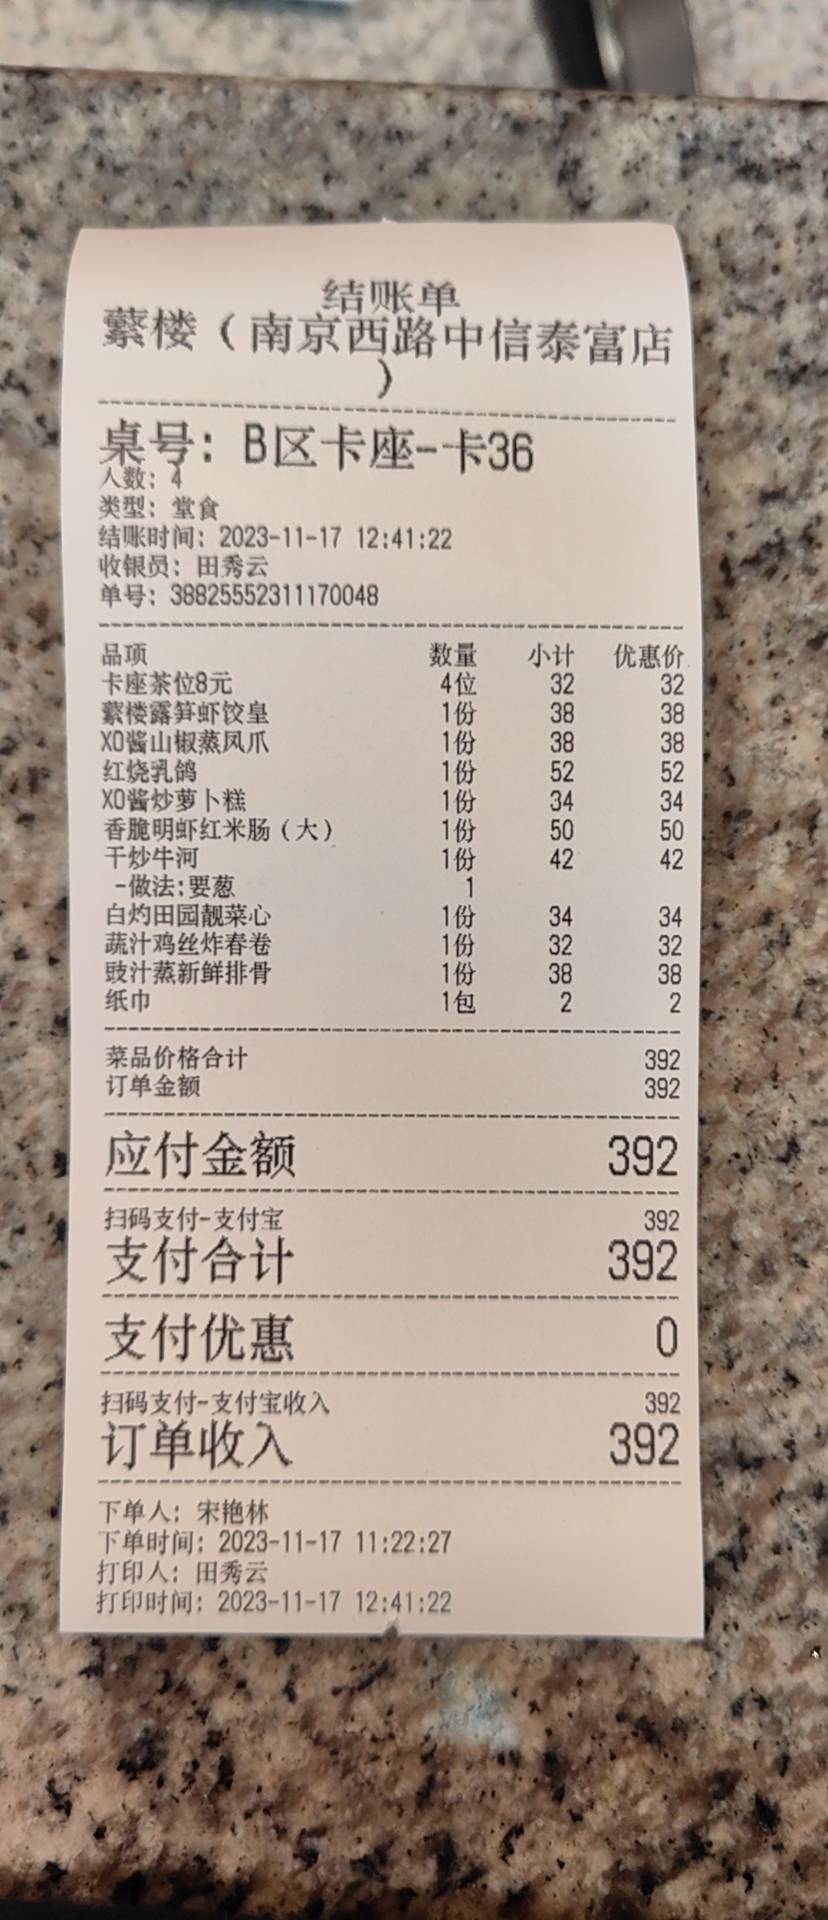 结账单
蘩楼（南京西路中信泰富店
）
桌号: B区卡座-卡36
人数: 4
类型: 堂食
结账时间: 2023-11-17 12:41:22
收银员: 田秀云
单号: 38825552311170048
品项 数量 小计 优惠价
卡座茶位8元 4位 32 32
蘩楼露笋虾饺皇 1份 38 38
XO酱山椒蒸凤爪 1份 38 38
红烧乳鸽 1份 52 52
XO酱炒萝卜糕 1份 34 34
香脆明虾红米肠（大） 1份 50 50
干炒牛河 1份 42 42
-做法:要葱 1
白灼田园靓菜心 1份 34 34
蔬汁鸡丝炸春卷 1份 32 32
豉汁蒸新鲜排骨 1份 38 38
纸巾 1包 2 2
菜品价格合计 392
订单金额 392
应付金额 392
扫码支付-支付宝 392
支付合计 392
支付优惠 0
扫码支付-支付宝收入 392
订单收入 392
下单人: 宋艳林
下单时间: 2023-11-17 11:22:27
打印人: 田秀云
打印时间: 2023-11-17 12:41:22